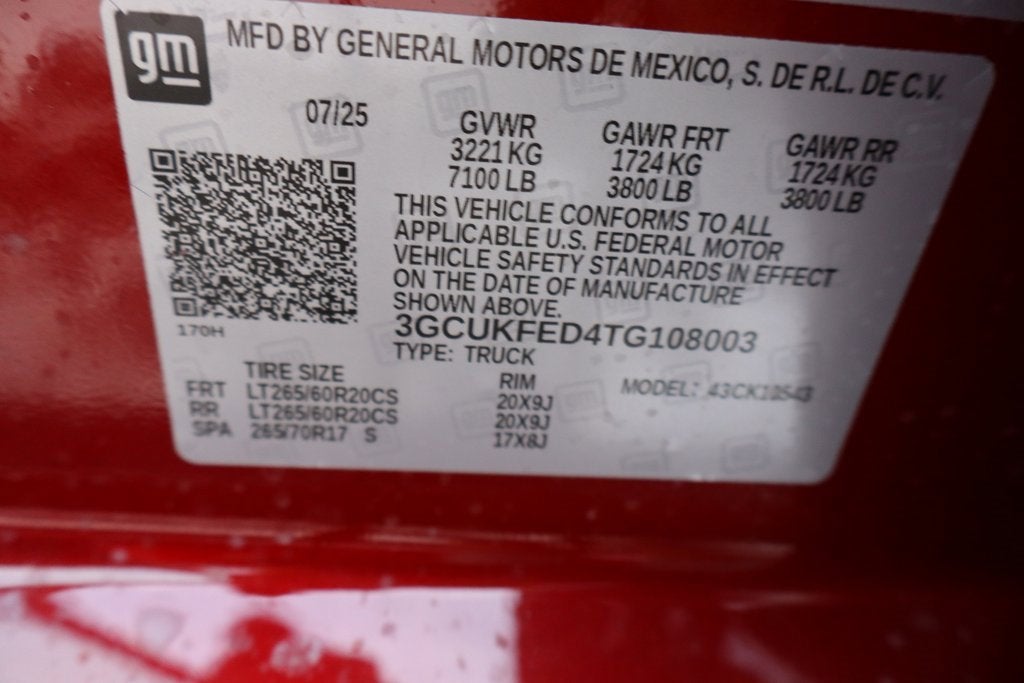 gm
MFD BY GENERAL MOTORS DE MEXICO, S. DE R.L. DE C.V.
07/25
GVWR GAWR FRT GAWR RR
3221 KG 1724 KG 1724 KG
7100 LB 3800 LB 3800 LB
THIS VEHICLE CONFORMS TO ALL
APPLICABLE U.S. FEDERAL MOTOR
VEHICLE SAFETY STANDARDS IN EFFECT
ON THE DATE OF MANUFACTURE
SHOWN ABOVE.
170H
3GCUKFED4TG108003
TYPE: TRUCK
TIRE SIZE RIM MODEL:
FRT LT265/60R20CS 20X9J
RR LT265/60R20CS 20X9J
SPA 265/70R17 S 17X8J